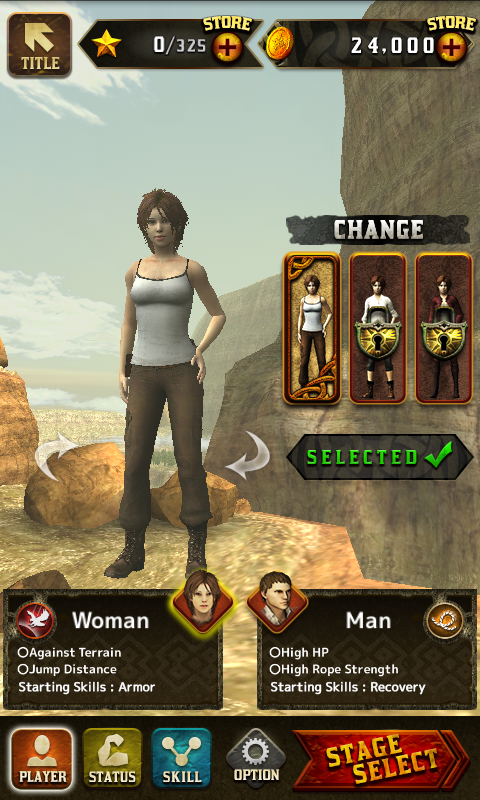 TITLE
STORE
0/325
STORE
24,000
CHANGE
SELECTED
Woman
○Against Terrain
○Jump Distance
Starting Skills : Armor
Man
○High HP
○High Rope Strength
Starting Skills : Recovery
PLAYER
STATUS
SKILL
OPTION
STAGE
SELECT